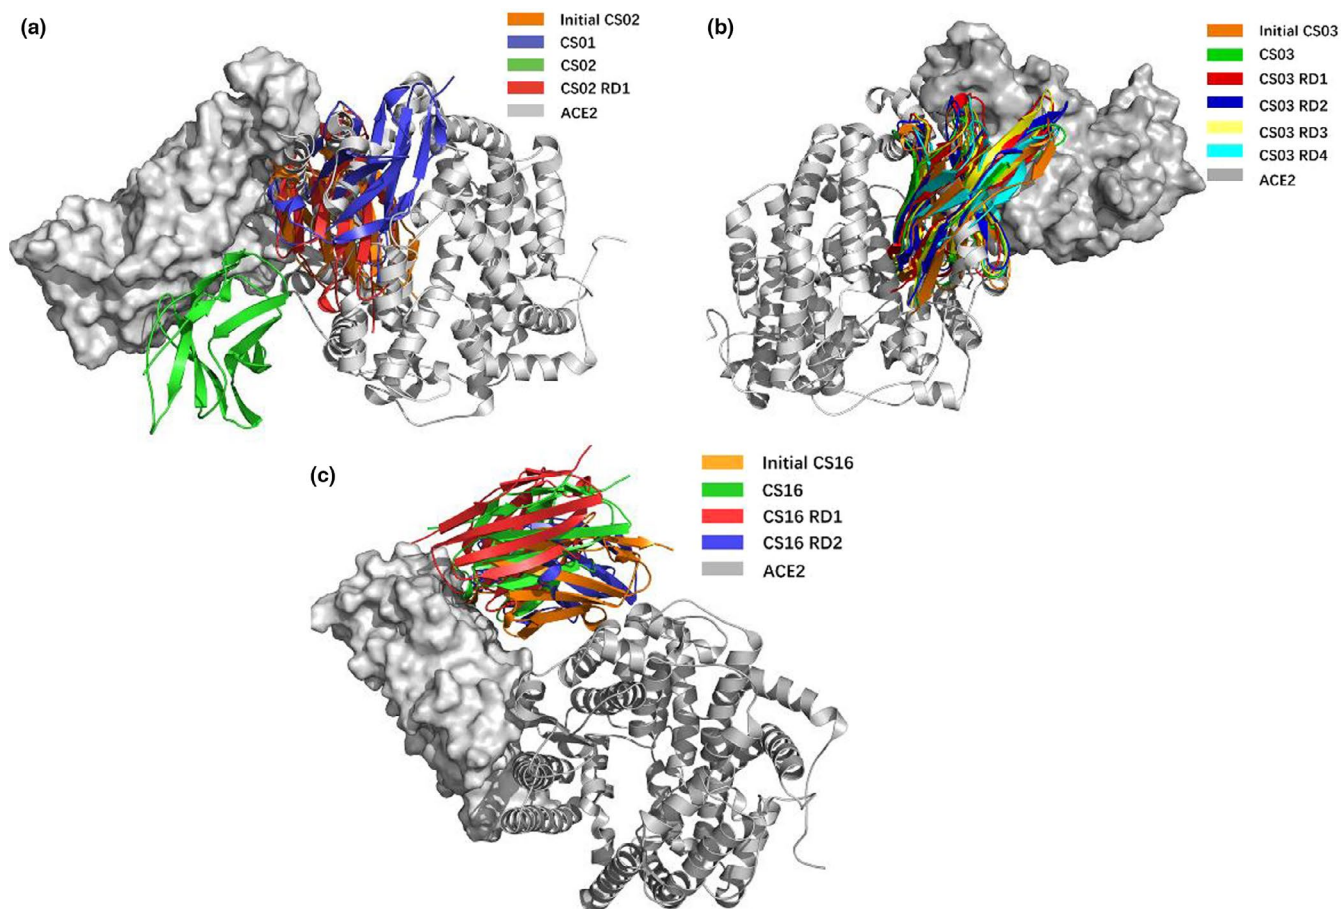 (a)
Initial CS02
CS01
CS02
CS02 RD1
ACE2
(b)
Initial CS03
CS03
CS03 RD1
CS03 RD2
CS03 RD3
CS03 RD4
ACE2
(c)
Initial CS16
CS16
CS16 RD1
CS16 RD2
ACE2